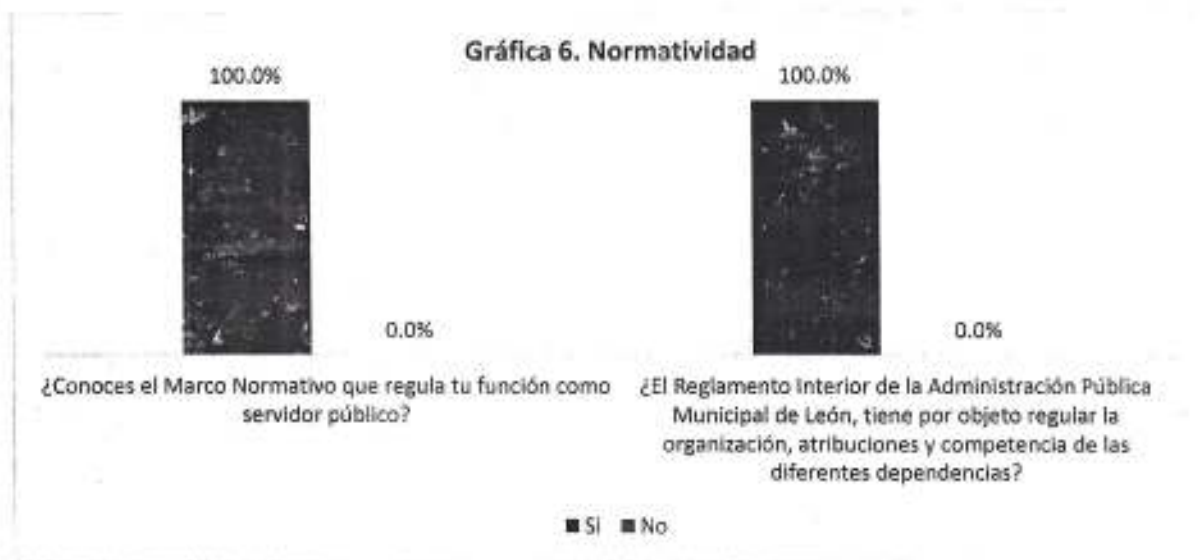 Gráfica 6. Normatividad
100.0%
100.0%
0.0%
0.0%
¿Conoces el Marco Normativo que regula tu función como
servidor público?
¿El Reglamento Interior de la Administración Pública
Municipal de León, tiene por objeto regular la
organización, atribuciones y competencia de las
diferentes dependencias?
■ Si ■ No